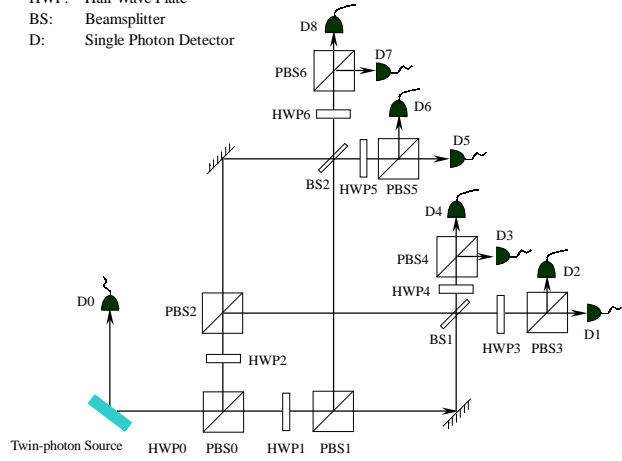 HWP: Half Wave Plate
BS: Beamsplitter
D: Single Photon Detector
D8
D7
PBS6
D6
HWP6
D5
BS2
HWP5 PBS5
D4
D3
PBS4
D2
D0
PBS2
HWP4
BS1
D1
HWP3 PBS3
HWP2
Twin-photon Source HWP0 PBS0 HWP1 PBS1